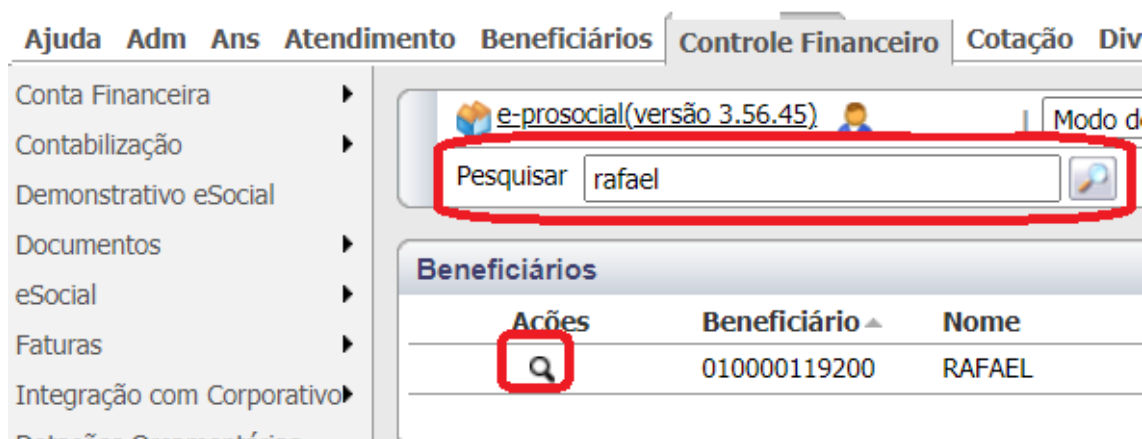 Ajuda Adm Ans Atendimento Beneficiários Controle Financeiro Cotação Div
Conta Financeira
Contabilização
Demonstrativo eSocial
Documentos
eSocial
Faturas
Integração com Corporativo
e-prosocial(versão 3.56.45)
Modo d
Pesquisar rafael
Beneficiários
Ações Beneficiário Nome
010000119200 RAFAEL